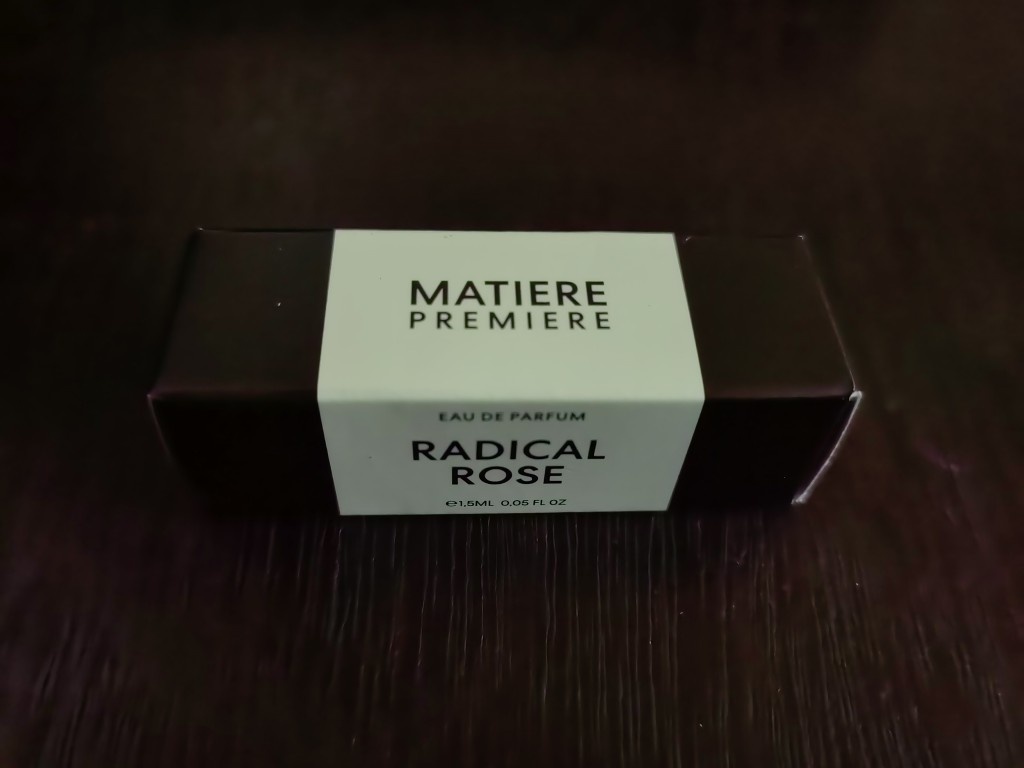 MATIERE
PREMIERE
EAU DE PARFUM
RADICAL
ROSE
℮1,5ML 0,05 FL OZ